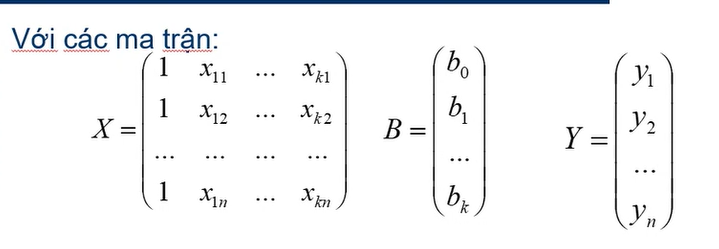 Với các ma trận:
X = ( 1 x₁₁ ... xₖ₁
1 x₁₂ ... xₖ₂
... ... ... ...
1 x₁ₙ ... xₖₙ )
B = ( b₀
b₁
...
bₖ )
Y = ( y₁
y₂
...
yₙ )